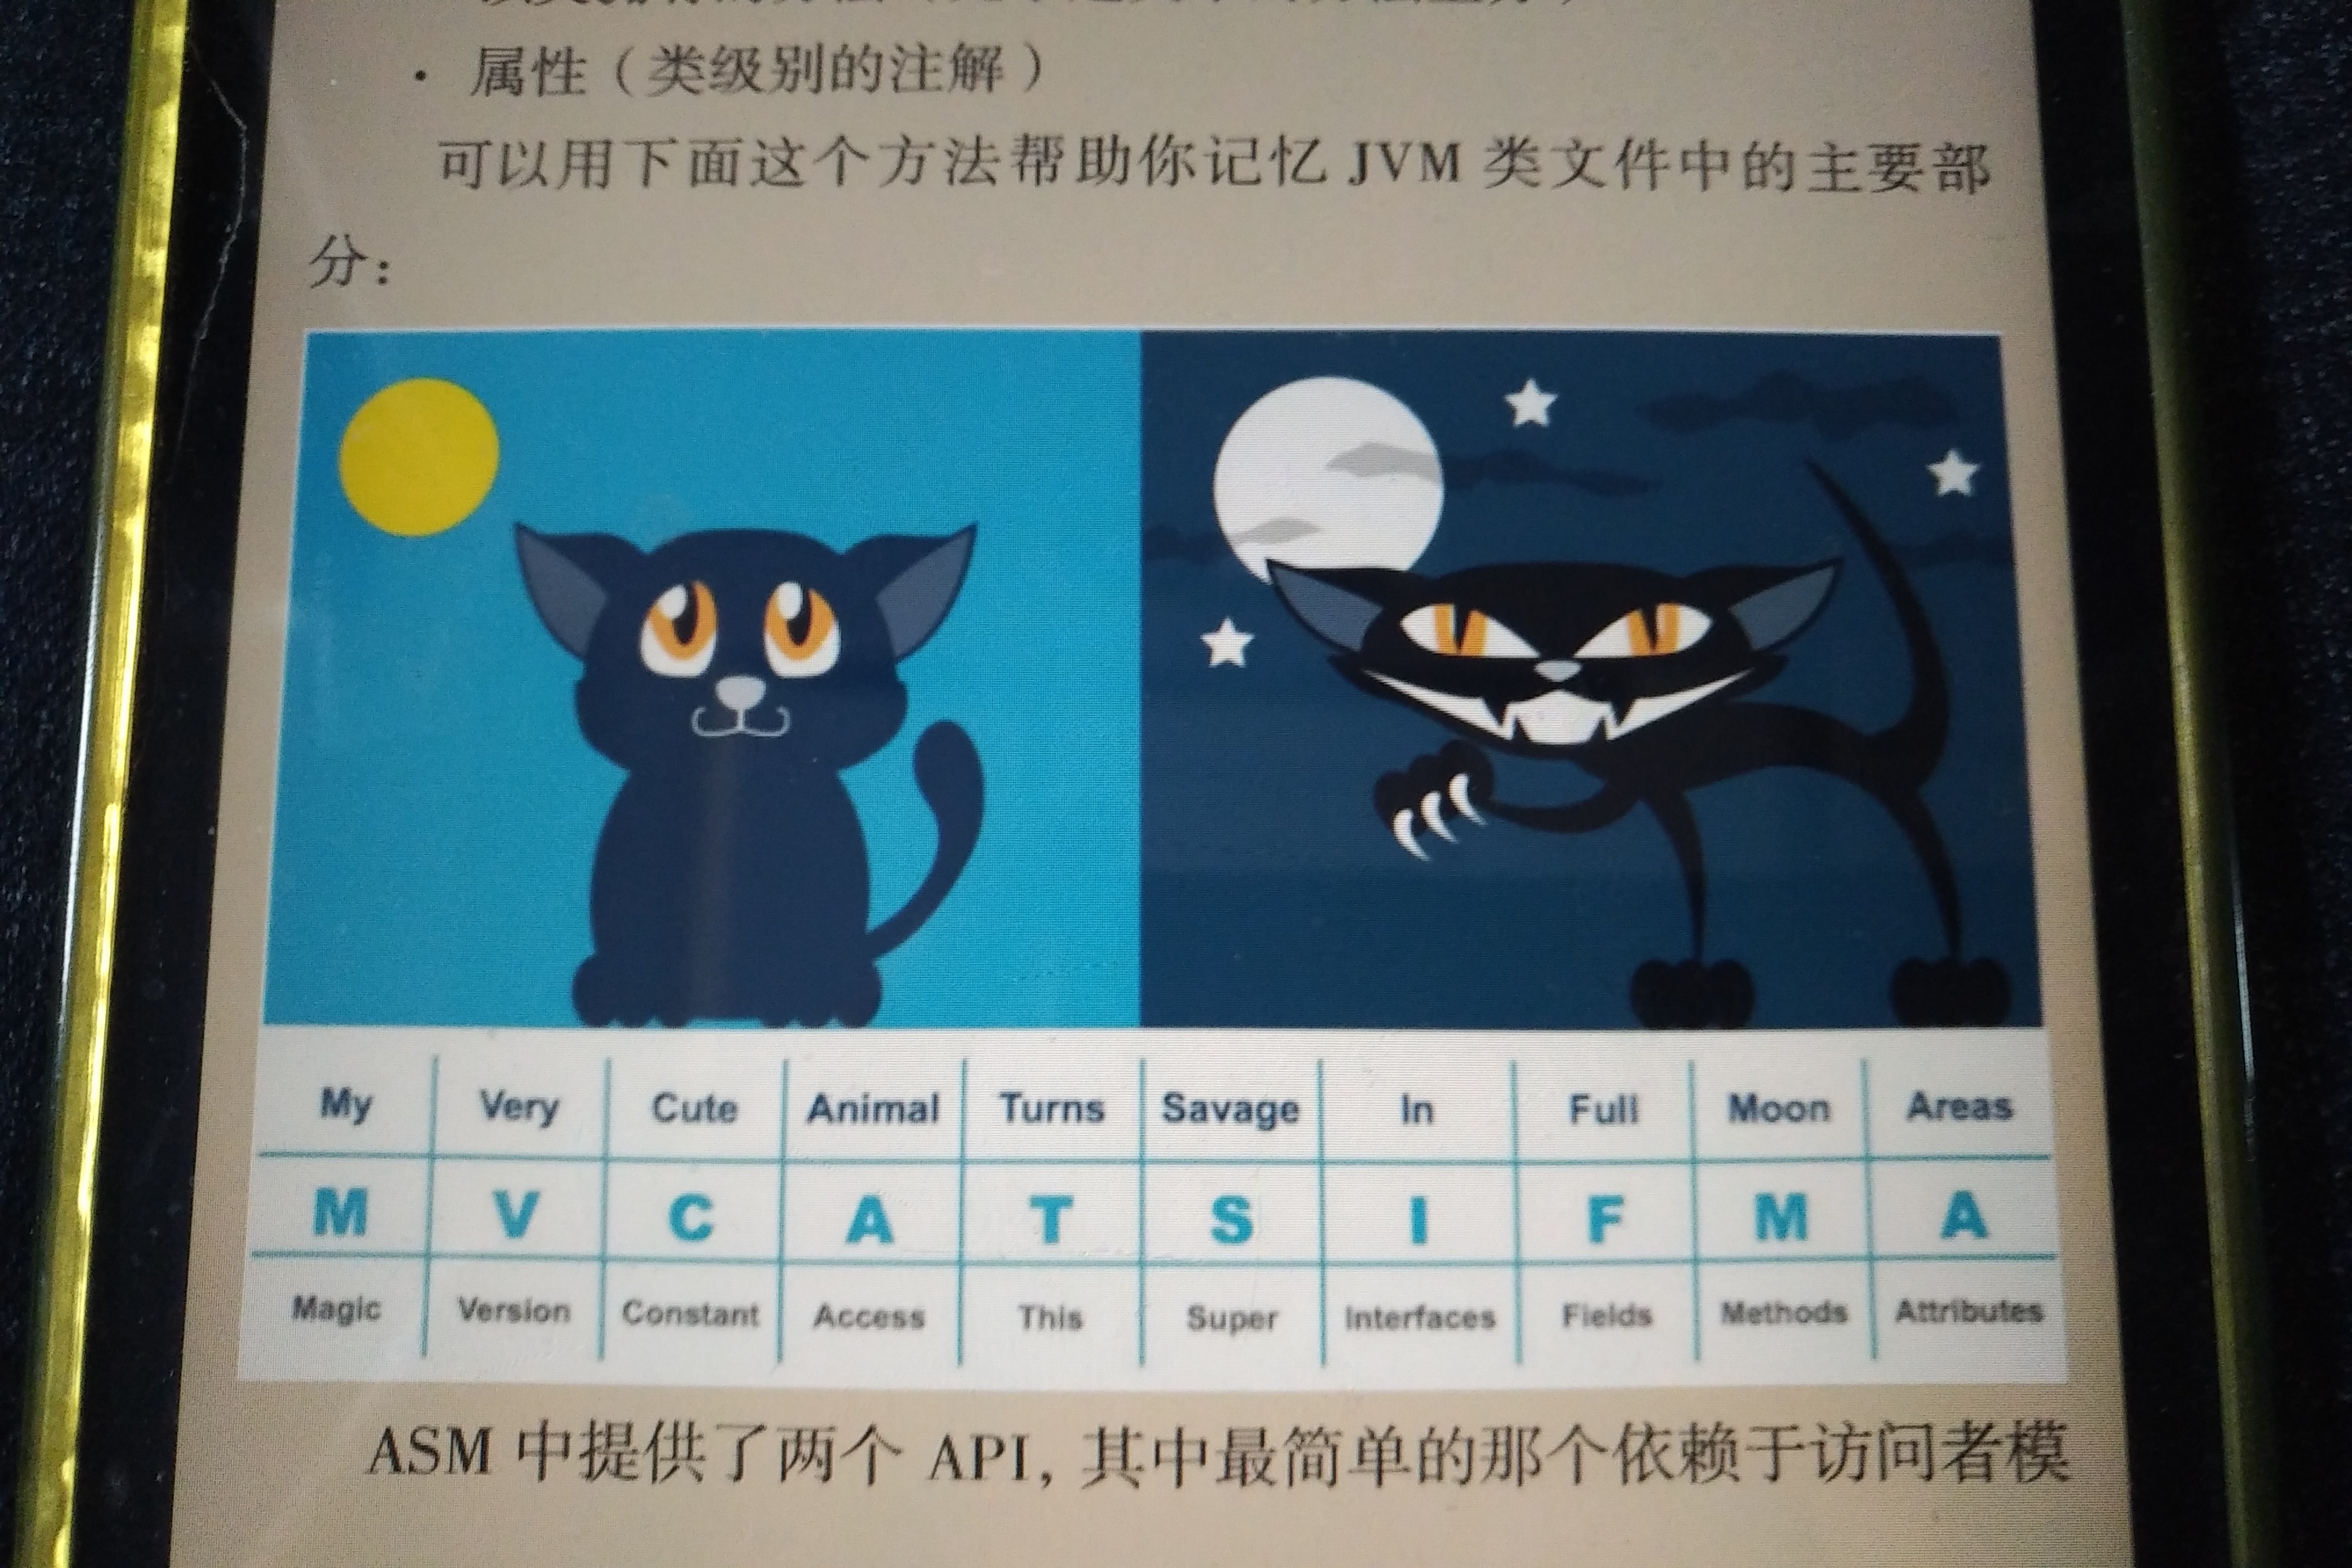 · 属性（类级别的注解）
可以用下面这个方法帮助你记忆 JVM 类文件中的主要部
分：
My Very Cute Animal Turns Savage In Full Moon Areas
M V C A T S I F M A
Magic Version Constant Access This Super Interfaces Fields Methods Attributes
ASM 中提供了两个 API, 其中最简单的那个依赖于访问者模